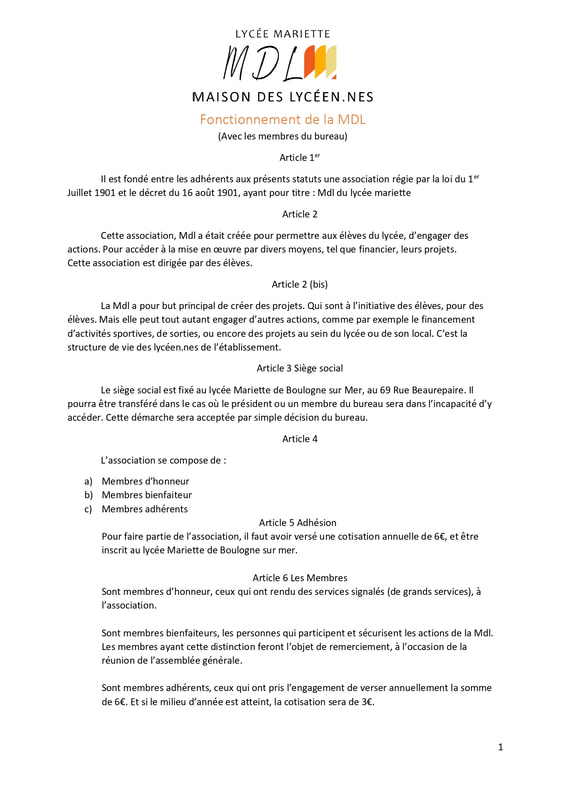 LYCÉE MARIETTE
MDL
MAISON DES LYCÉEN.NES
Fonctionnement de la MDL
(Avec les membres du bureau)
Article 1er
Il est fondé entre les adhérents aux présents statuts une association régie par la loi du 1er
Juillet 1901 et le décret du 16 août 1901, ayant pour titre : Mdl du lycée mariette
Article 2
Cette association, Mdl a était créée pour permettre aux élèves du lycée, d’engager des
actions. Pour accéder à la mise en œuvre par divers moyens, tel que financier, leurs projets.
Cette association est dirigée par des élèves.
Article 2 (bis)
La Mdl a pour but principal de créer des projets. Qui sont à l’initiative des élèves, pour des
élèves. Mais elle peut tout autant engager d’autres actions, comme par exemple le financement
d’activités sportives, de sorties, ou encore des projets au sein du lycée ou de son local. C’est la
structure de vie des lycéen.nes de l’établissement.
Article 3 Siège social
Le siège social est fixé au lycée Mariette de Boulogne sur Mer, au 69 Rue Beaurepaire. Il
pourra être transféré dans le cas où le président ou un membre du bureau sera dans l’incapacité d’y
accéder. Cette démarche sera acceptée par simple décision du bureau.
Article 4
L’association se compose de :
a) Membres d’honneur
b) Membres bienfaiteur
c) Membres adhérents
Article 5 Adhésion
Pour faire partie de l’association, il faut avoir versé une cotisation annuelle de 6€, et être
inscrit au lycée Mariette de Boulogne sur mer.
Article 6 Les Membres
Sont membres d’honneur, ceux qui ont rendu des services signalés (de grands services), à
l’association.
Sont membres bienfaiteurs, les personnes qui participent et sécurisent les actions de la Mdl.
Les membres ayant cette distinction feront l’objet de remerciement, à l’occasion de la
réunion de l’assemblée générale.
Sont membres adhérents, ceux qui ont pris l’engagement de verser annuellement la somme
de 6€. Et si le milieu d’année est atteint, la cotisation sera de 3€.
1